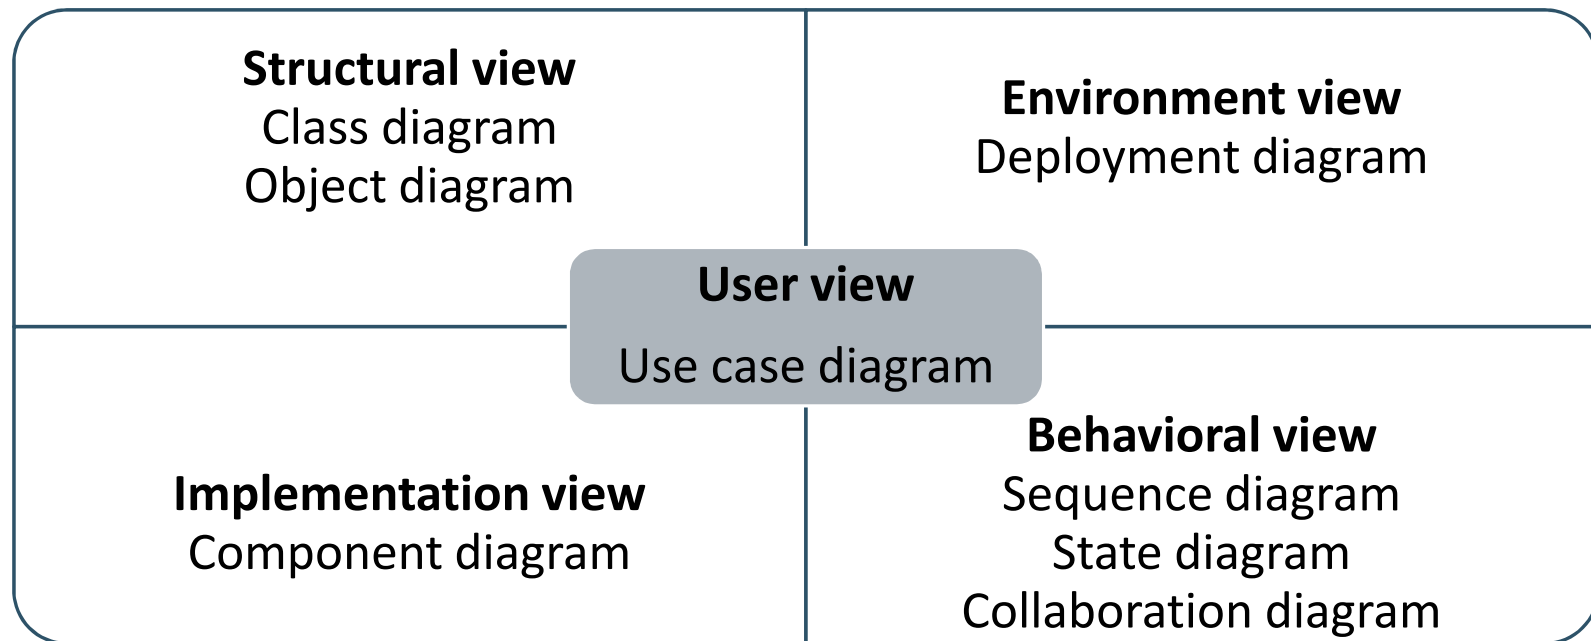 Structural view
Class diagram
Object diagram
Environment view
Deployment diagram
User view
Use case diagram
Implementation view
Component diagram
Behavioral view
Sequence diagram
State diagram
Collaboration diagram